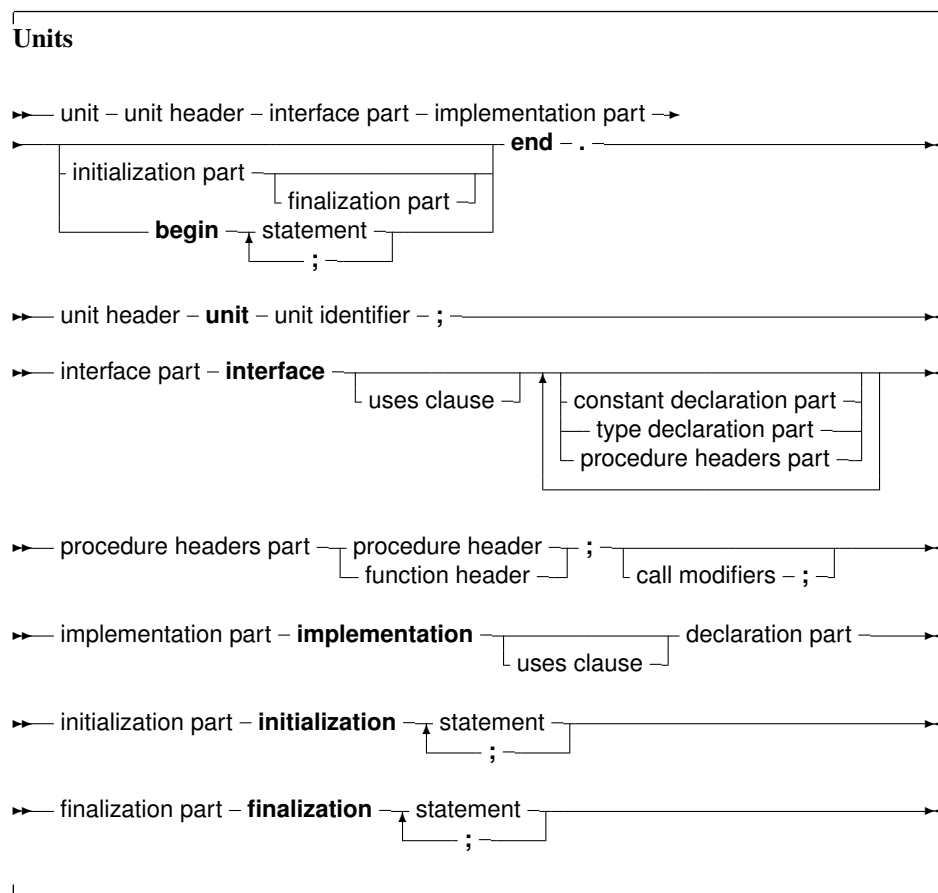 Units
unit – unit header – interface part – implementation part
end – .
initialization part
finalization part
begin – statement
;
unit header – unit – unit identifier – ;
interface part – interface
uses clause
constant declaration part
type declaration part
procedure headers part
procedure headers part – procedure header – ;
function header
call modifiers – ;
implementation part – implementation – declaration part
uses clause
initialization part – initialization – statement
;
finalization part – finalization – statement
;